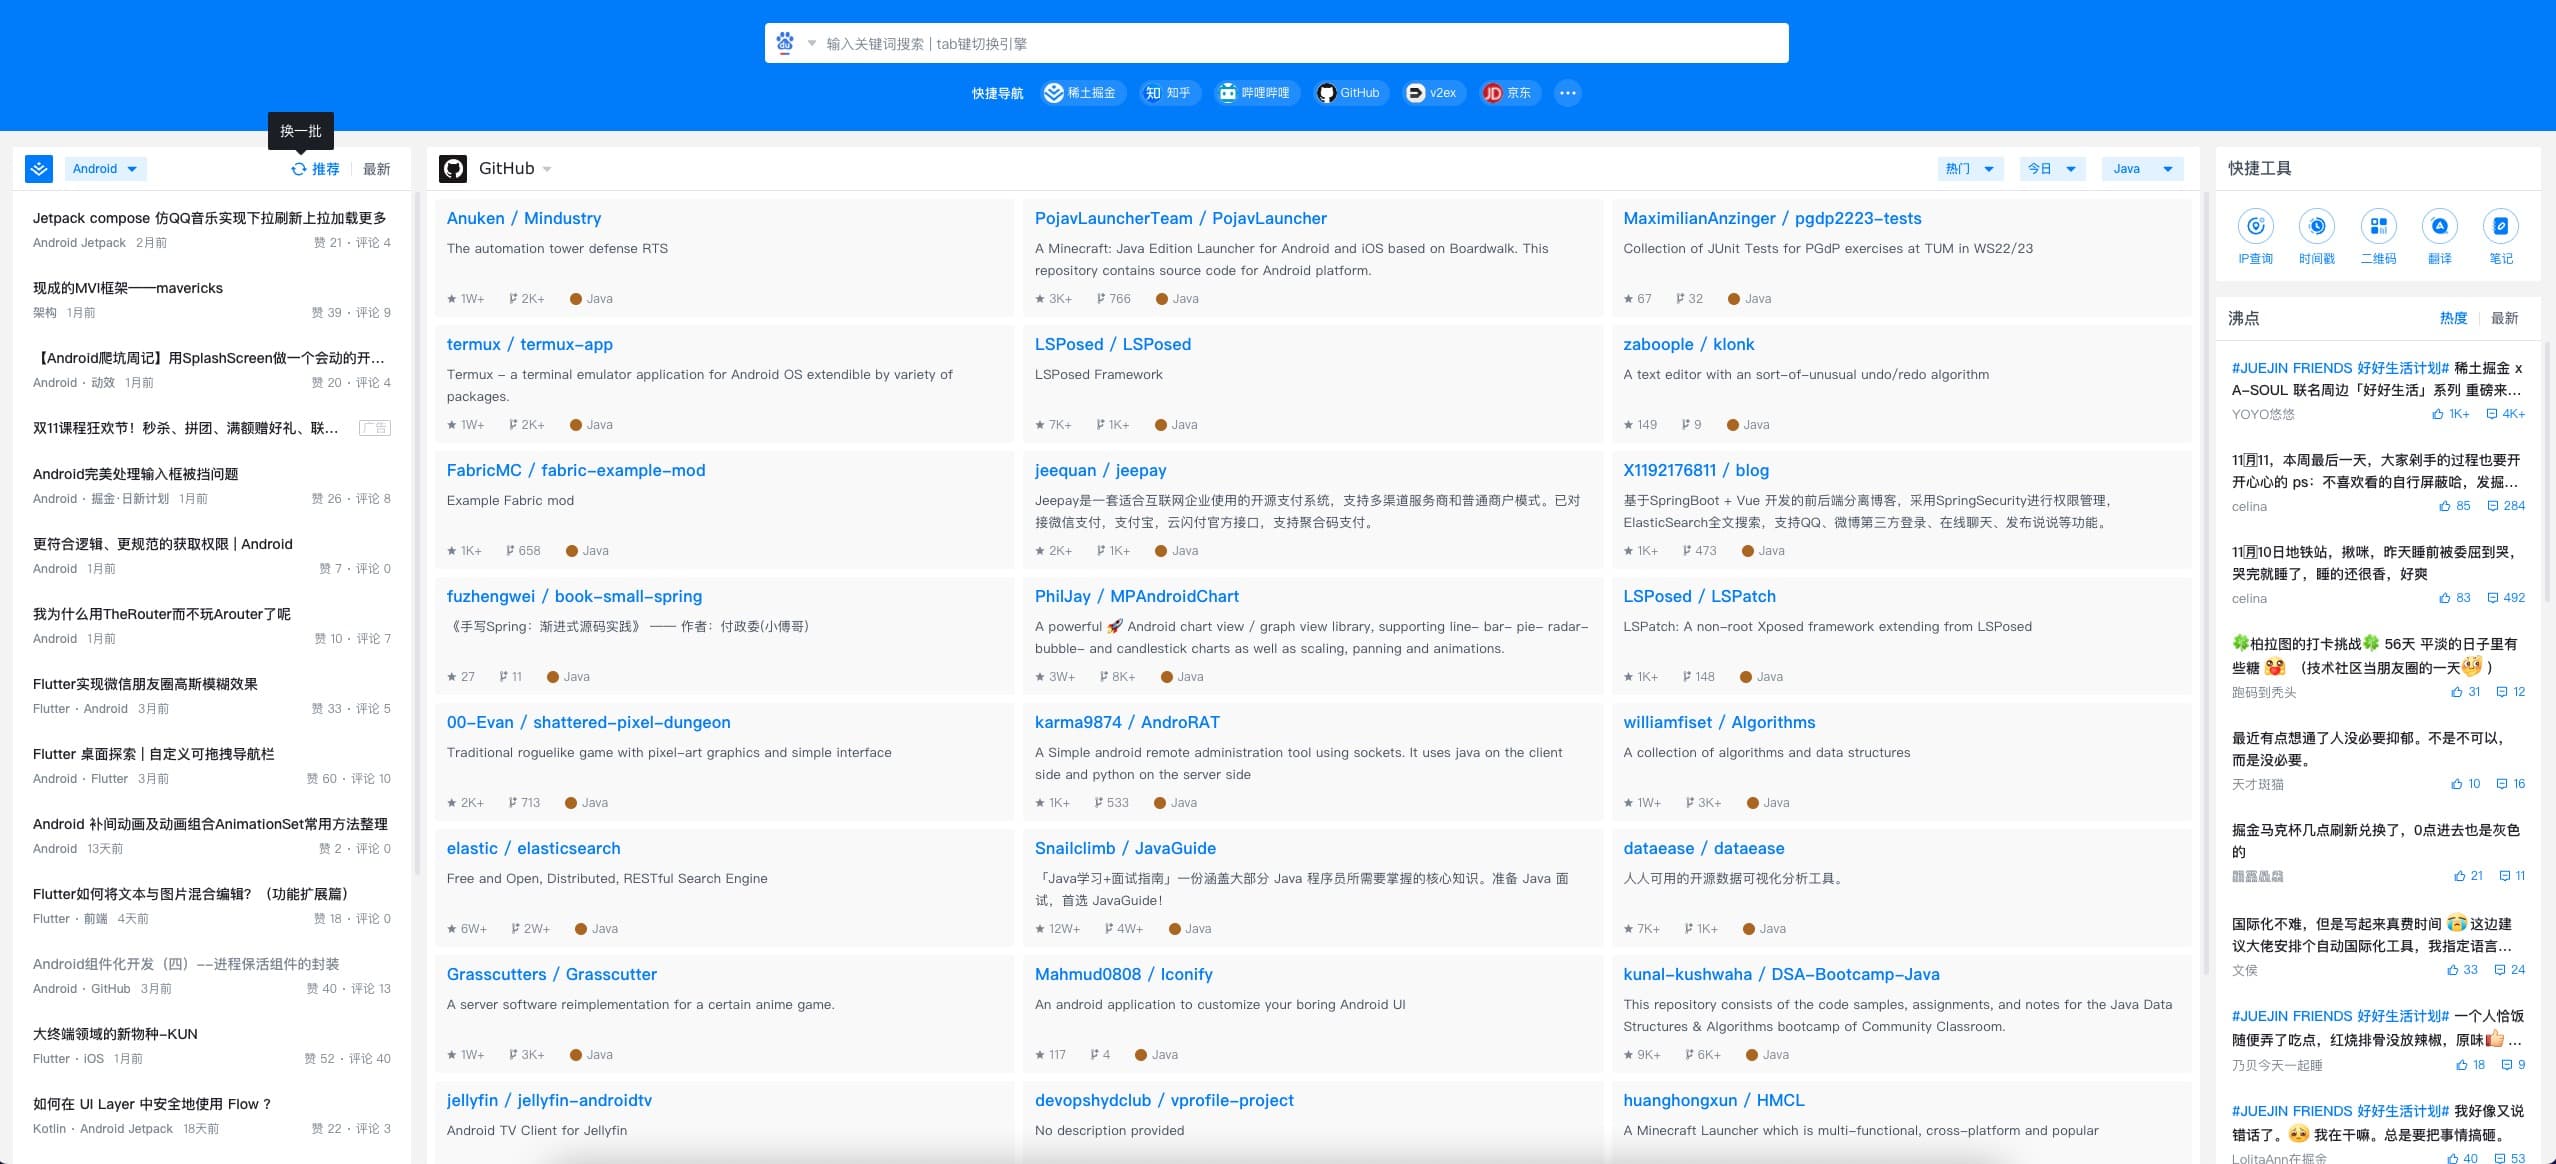 输入关键词搜索 | tab键切换引擎
快捷导航 稀土掘金 知 知乎 哔哩哔哩 GitHub v2ex JD 京东
换一批
Android 推荐 最新
Jetpack compose 仿QQ音乐实现下拉刷新上拉加载更多
Android Jetpack 2月前 赞 21 · 评论 4
现成的MVI框架——mavericks
架构 1月前 赞 39 · 评论 9
【Android爬坑周记】用SplashScreen做一个会动的开...
Android · 动效 1月前 赞 20 · 评论 4
双11课程狂欢节！秒杀、拼团、满额赠好礼、联... 广告
Android完美处理输入框被挡问题
Android · 掘金·日新计划 1月前 赞 26 · 评论 8
更符合逻辑、更规范的获取权限 | Android
Android 1月前 赞 7 · 评论 0
我为什么用TheRouter而不玩Arouter了呢
Android 1月前 赞 10 · 评论 7
Flutter实现微信朋友圈高斯模糊效果
Flutter · Android 3月前 赞 33 · 评论 5
Flutter 桌面探索 | 自定义可拖拽导航栏
Android · Flutter 3月前 赞 60 · 评论 10
Android 补间动画及动画组合AnimationSet常用方法整理
Android 13天前 赞 2 · 评论 0
Flutter如何将文本与图片混合编辑？（功能扩展篇）
Flutter · 前端 4天前 赞 18 · 评论 0
Android组件化开发（四）--进程保活组件的封装
Android · GitHub 3月前 赞 40 · 评论 13
大终端领域的新物种-KUN
Flutter · iOS 1月前 赞 52 · 评论 40
如何在 UI Layer 中安全地使用 Flow ?
Kotlin · Android Jetpack 18天前 赞 22 · 评论 3
GitHub 热门 今日 Java
Anuken / Mindustry
The automation tower defense RTS
1W+ 2K+ Java
PojavLauncherTeam / PojavLauncher
A Minecraft: Java Edition Launcher for Android and iOS based on Boardwalk. This
repository contains source code for Android platform.
3K+ 766 Java
MaximilianAnzinger / pgdp2223-tests
Collection of JUnit Tests for PGdP exercises at TUM in WS22/23
67 32 Java
termux / termux-app
Termux - a terminal emulator application for Android OS extendible by variety of
packages.
1W+ 2K+ Java
LSPosed / LSPosed
LSPosed Framework
7K+ 1K+ Java
zaboople / klonk
A text editor with an sort-of-unusual undo/redo algorithm
149 9 Java
FabricMC / fabric-example-mod
Example Fabric mod
1K+ 658 Java
jeequan / jeepay
Jeepay是一套适合互联网企业使用的开源支付系统，支持多渠道服务商和普通商户模式。已对
接微信支付，支付宝，云闪付官方接口，支持聚合码支付。
2K+ 1K+ Java
X1192176811 / blog
基于SpringBoot + Vue 开发的前后端分离博客，采用SpringSecurity进行权限管理，
ElasticSearch全文搜索，支持QQ、微博第三方登录、在线聊天、发布说说等功能。
1K+ 473 Java
fuzhengwei / book-small-spring
《手写Spring：渐进式源码实践》 —— 作者：付政委(小傅哥)
27 11 Java
PhilJay / MPAndroidChart
A powerful 🚀 Android chart view / graph view library, supporting line- bar- pie- radar-
bubble- and candlestick charts as well as scaling, panning and animations.
3W+ 8K+ Java
LSPosed / LSPatch
LSPatch: A non-root Xposed framework extending from LSPosed
1K+ 148 Java
00-Evan / shattered-pixel-dungeon
Traditional roguelike game with pixel-art graphics and simple interface
2K+ 713 Java
karma9874 / AndroRAT
A Simple android remote administration tool using sockets. It uses java on the client
side and python on the server side
1K+ 533 Java
williamfiset / Algorithms
A collection of algorithms and data structures
1W+ 3K+ Java
elastic / elasticsearch
Free and Open, Distributed, RESTful Search Engine
6W+ 2W+ Java
Snailclimb / JavaGuide
「Java学习+面试指南」一份涵盖大部分 Java 程序员所需要掌握的核心知识。准备 Java 面
试，首选 JavaGuide！
12W+ 4W+ Java
dataease / dataease
人人可用的开源数据可视化分析工具。
7K+ 1K+ Java
Grasscutters / Grasscutter
A server software reimplementation for a certain anime game.
1W+ 3K+ Java
Mahmud0808 / Iconify
An android application to customize your boring Android UI
117 4 Java
kunal-kushwaha / DSA-Bootcamp-Java
This repository consists of the code samples, assignments, and notes for the Java Data
Structures & Algorithms bootcamp of Community Classroom.
9K+ 6K+ Java
jellyfin / jellyfin-androidtv
Android TV Client for Jellyfin
devopshydclub / vprofile-project
No description provided
huanghongxun / HMCL
A Minecraft Launcher which is multi-functional, cross-platform and popular
快捷工具
IP查询 时间戳 二维码 翻译 笔记
沸点 热度 最新
#JUEJIN FRIENDS 好好生活计划# 稀土掘金 x
A-SOUL 联名周边「好好生活」系列 重磅来...
YOYO悠悠 1K+ 4K+
11月11，本周最后一天，大家剁手的过程也要开
开心心的 ps：不喜欢看的自行屏蔽哈，发掘...
celina 85 284
11月10日地铁站，揪咪，昨天睡前被委屈到哭，
哭完就睡了，睡的还很香，好爽
celina 83 492
🍀柏拉图的打卡挑战🍀 56天 平淡的日子里有
些糖 （技术社区当朋友圈的一天 ）
跑码到秃头 31 12
最近有点想通了人没必要抑郁。不是不可以，
而是没必要。
天才斑猫 10 16
掘金马克杯几点刷新兑换了，0点进去也是灰色
的
21 11
国际化不难，但是写起来真费时间 😭这边建
议大佬安排个自动国际化工具，我指定语言...
文侯 33 24
#JUEJIN FRIENDS 好好生活计划# 一个人恰饭
随便弄了吃点，红烧排骨没放辣椒，原味👍 ...
乃贝今天一起睡 18 9
#JUEJIN FRIENDS 好好生活计划# 我好像又说
错话了。🥺 我在干嘛。总是要把事情搞砸。
LolitaAnn在掘金 40 53